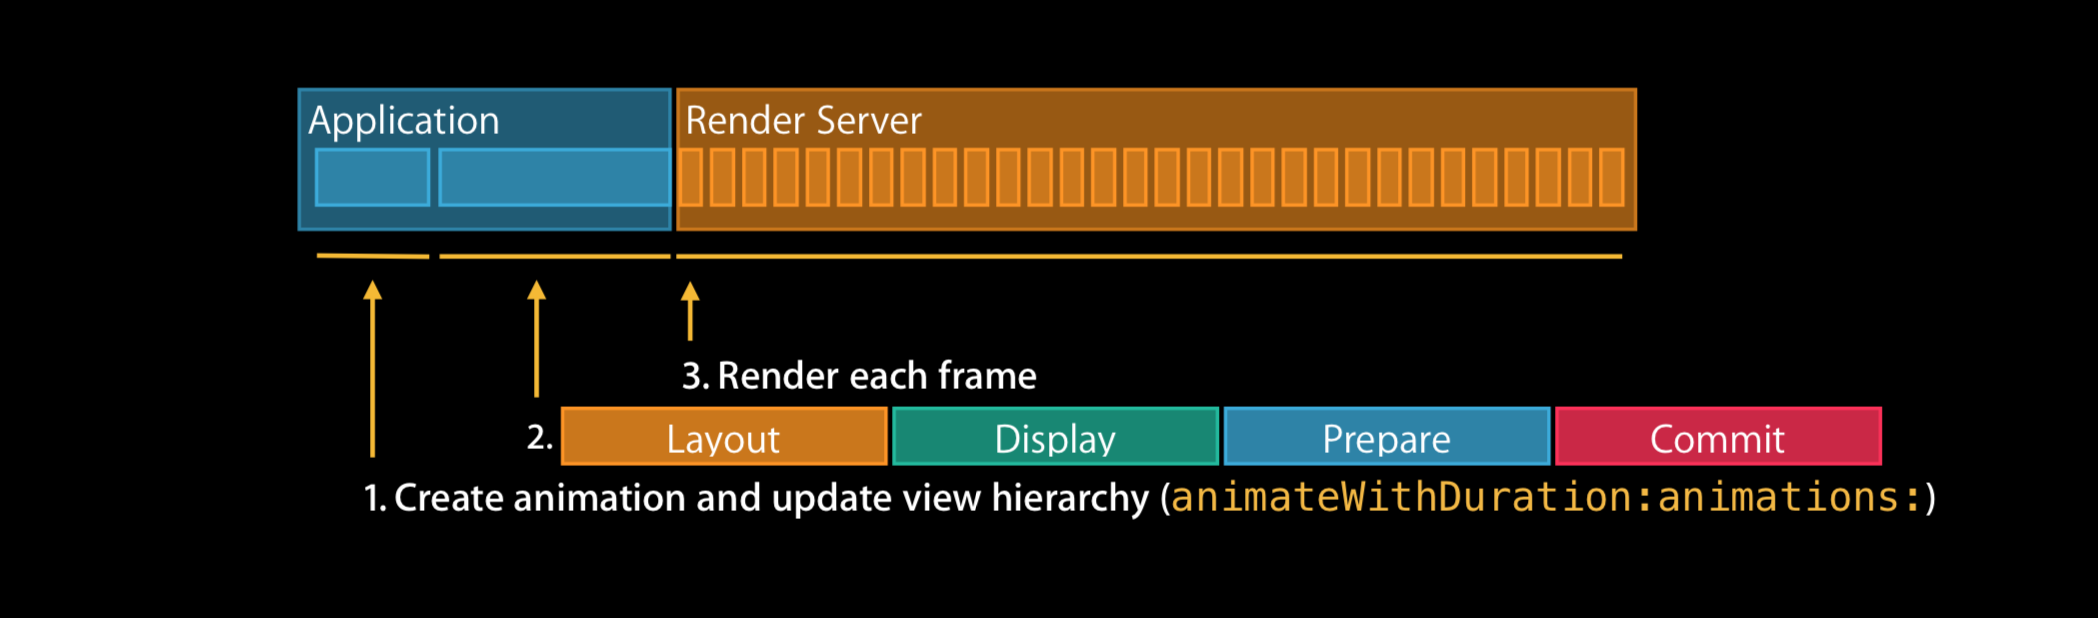 Application
Render Server
3. Render each frame
2.
Layout
Display
Prepare
Commit
1. Create animation and update view hierarchy (animateWithDuration:animations:)